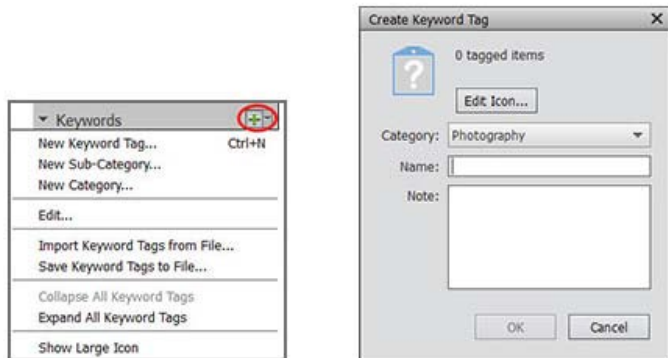 Keywords
New Keyword Tag... Ctrl+N
New Sub-Category...
New Category...
Edit...
Import Keyword Tags from File...
Save Keyword Tags to File...
Collapse All Keyword Tags
Expand All Keyword Tags
Show Large Icon
Create Keyword Tag X
?
0 tagged items
Edit Icon...
Category: Photography
Name:
Note:
OK Cancel